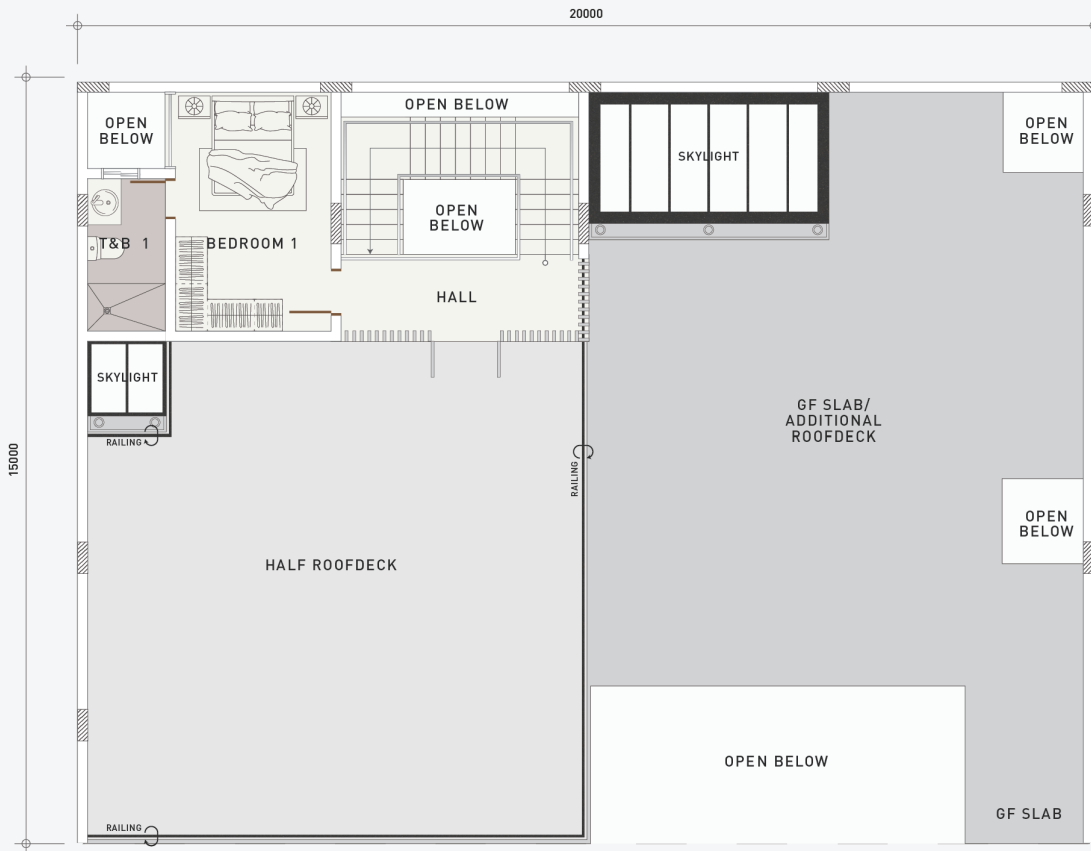 20000
OPEN BELOW
OPEN
BELOW
OPEN
BELOW
SKYLIGHT
OPEN
BELOW
T&B 1
BEDROOM 1
HALL
SKYLIGHT
GF SLAB/
ADDITIONAL
ROOFDECK
RAILING
15000
RAILING
OPEN
BELOW
HALF ROOFDECK
OPEN BELOW
GF SLAB
RAILING